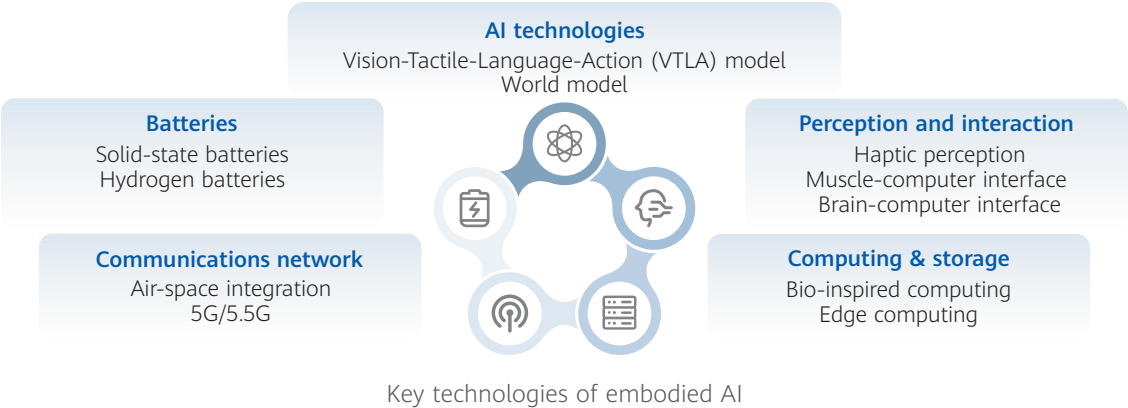 AI technologies
Vision-Tactile-Language-Action (VTLA) model
World model
Batteries
Solid-state batteries
Hydrogen batteries
Perception and interaction
Haptic perception
Muscle-computer interface
Brain-computer interface
Communications network
Air-space integration
5G/5.5G
Computing & storage
Bio-inspired computing
Edge computing
Key technologies of embodied AI